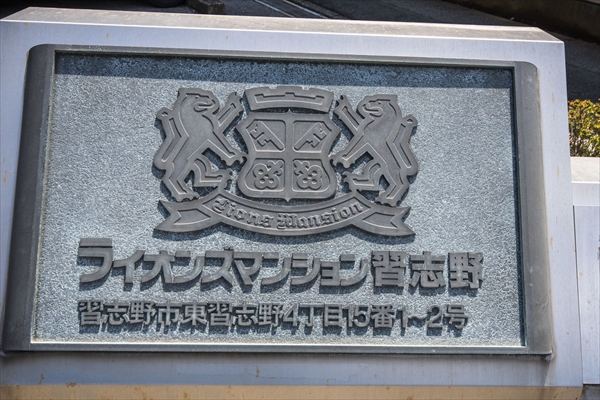 Lions Mansion
ライオンズマンション習志野
習志野市東習志野4丁目15番1~2号